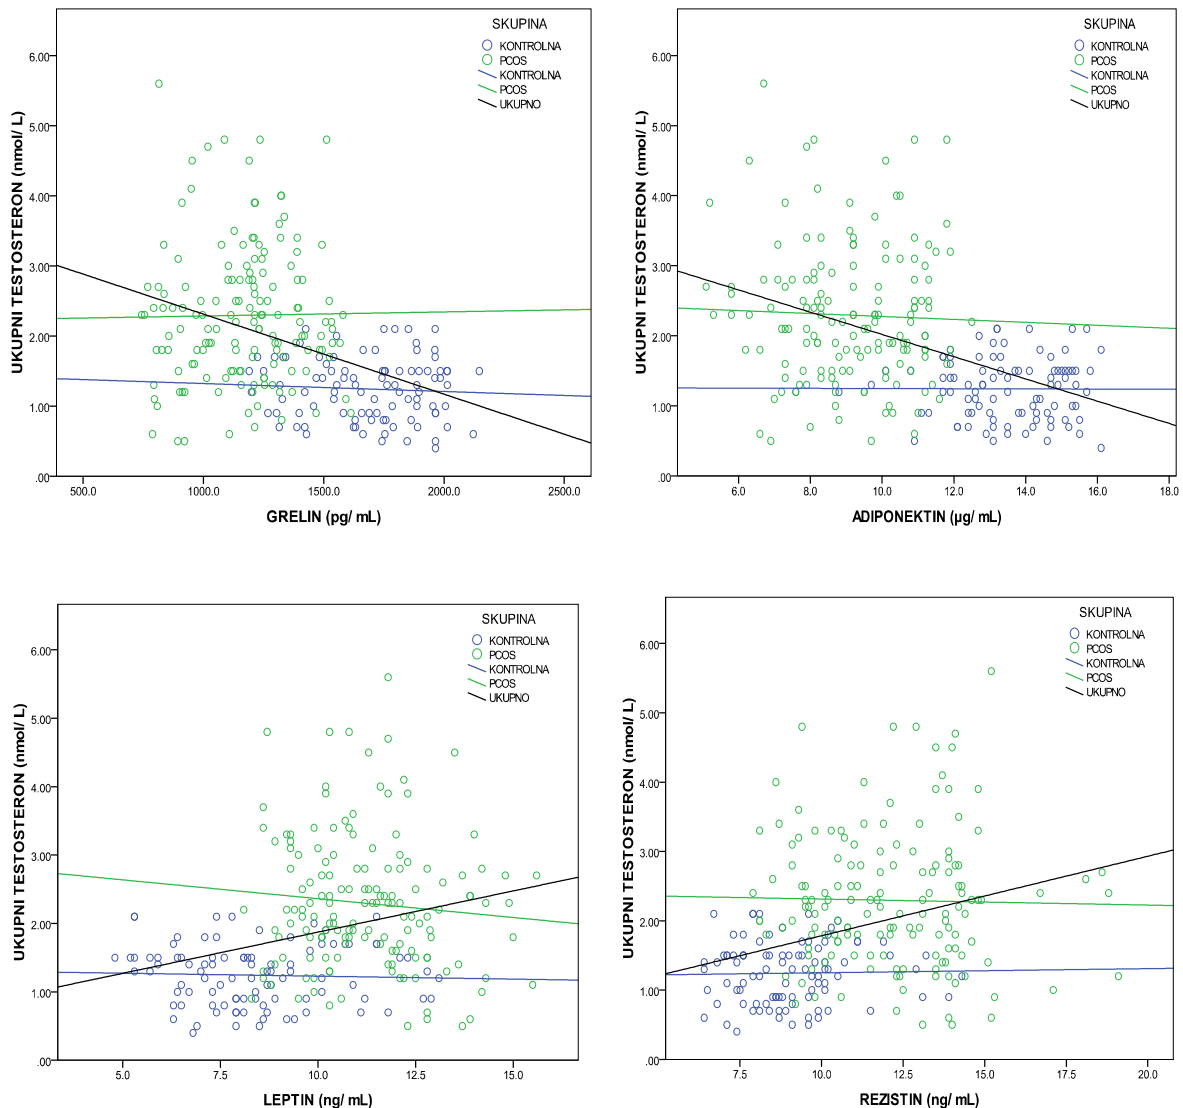 SKUPINA
KONTROLNA
PCOS
KONTROLNA
PCOS
UKUPNO
UKUPNI TESTOSTERON (nmol/ L)
6.00
5.00
4.00
3.00
2.00
1.00
.00
500.0 1000.0 1500.0 2000.0 2500.0
GRELIN (pg/ mL)
SKUPINA
KONTROLNA
PCOS
KONTROLNA
PCOS
UKUPNO
UKUPNI TESTOSTERON (nmol/ L)
6.00
5.00
4.00
3.00
2.00
1.00
.00
6.0 8.0 10.0 12.0 14.0 16.0 18.0
ADIPONEKTIN (µg/ mL)
SKUPINA
KONTROLNA
PCOS
KONTROLNA
PCOS
UKUPNO
UKUPNI TESTOSTERON (nmol/ L)
6.00
5.00
4.00
3.00
2.00
1.00
.00
5.0 7.5 10.0 12.5 15.0
LEPTIN (ng/ mL)
SKUPINA
KONTROLNA
PCOS
KONTROLNA
PCOS
UKUPNO
UKUPNI TESTOSTERON (nmol/ L)
6.00
5.00
4.00
3.00
2.00
1.00
.00
7.5 10.0 12.5 15.0 17.5 20.0
REZISTIN (ng/ mL)